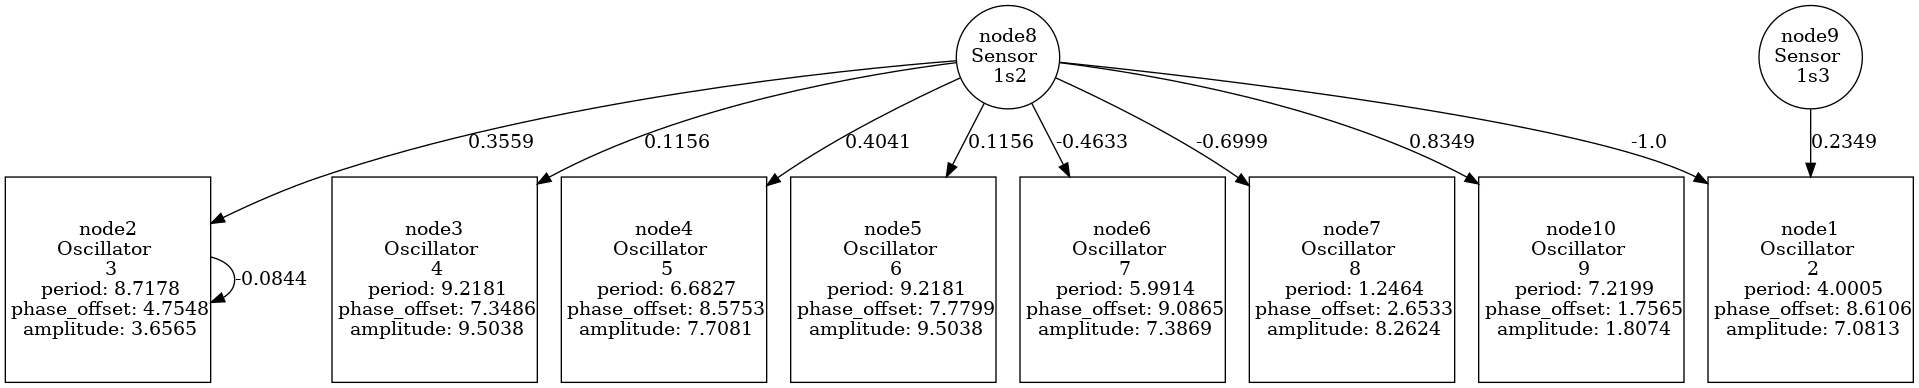 node8
Sensor
1s2
node9
Sensor
1s3
0.3559
0.1156
0.4041
0.1156
-0.4633
-0.6999
0.8349
-1.0
0.2349
node2
Oscillator
3
period: 8.7178
phase_offset: 4.7548
amplitude: 3.6565
-0.0844
node3
Oscillator
4
period: 9.2181
phase_offset: 7.3486
amplitude: 9.5038
node4
Oscillator
5
period: 6.6827
phase_offset: 8.5753
amplitude: 7.7081
node5
Oscillator
6
period: 9.2181
phase_offset: 7.7799
amplitude: 9.5038
node6
Oscillator
7
period: 5.9914
phase_offset: 9.0865
amplitude: 7.3869
node7
Oscillator
8
period: 1.2464
phase_offset: 2.6533
amplitude: 8.2624
node10
Oscillator
9
period: 7.2199
phase_offset: 1.7565
amplitude: 1.8074
node1
Oscillator
2
period: 4.0005
phase_offset: 8.6106
amplitude: 7.0813